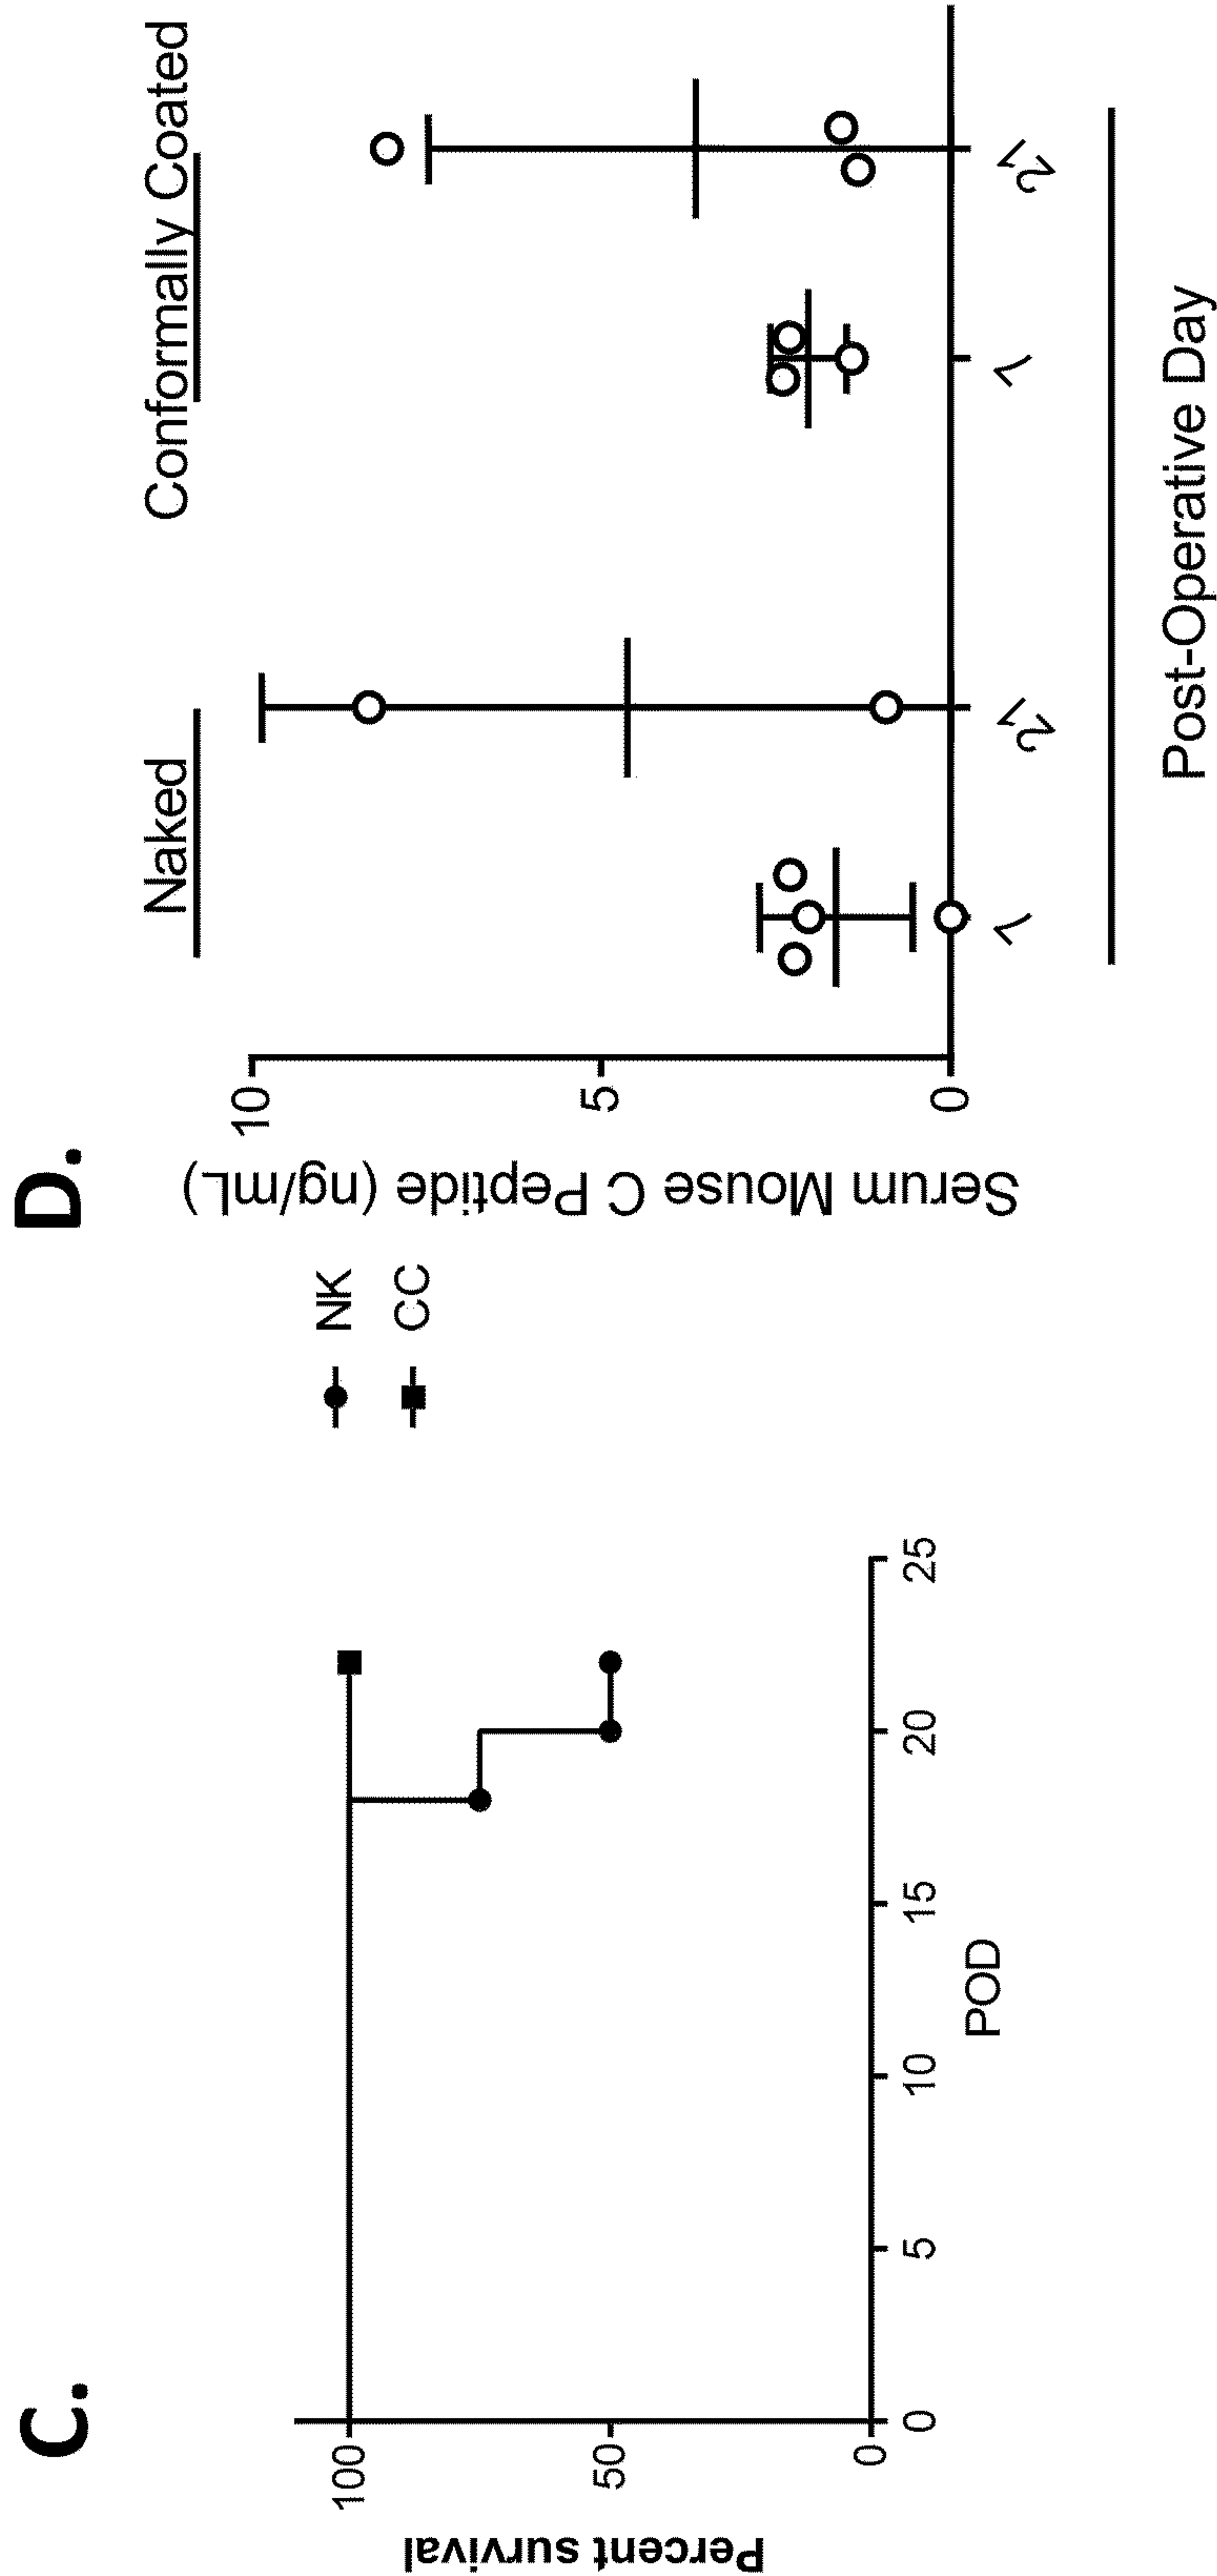 C.
Percent survival
100
50
0
0 5 10 15 20 25
POD
NK
CC
D.
Naked
Conformally Coated
Serum Mouse C Peptide (ng/mL)
10
5
0
7 21 7 21
Post-Operative Day